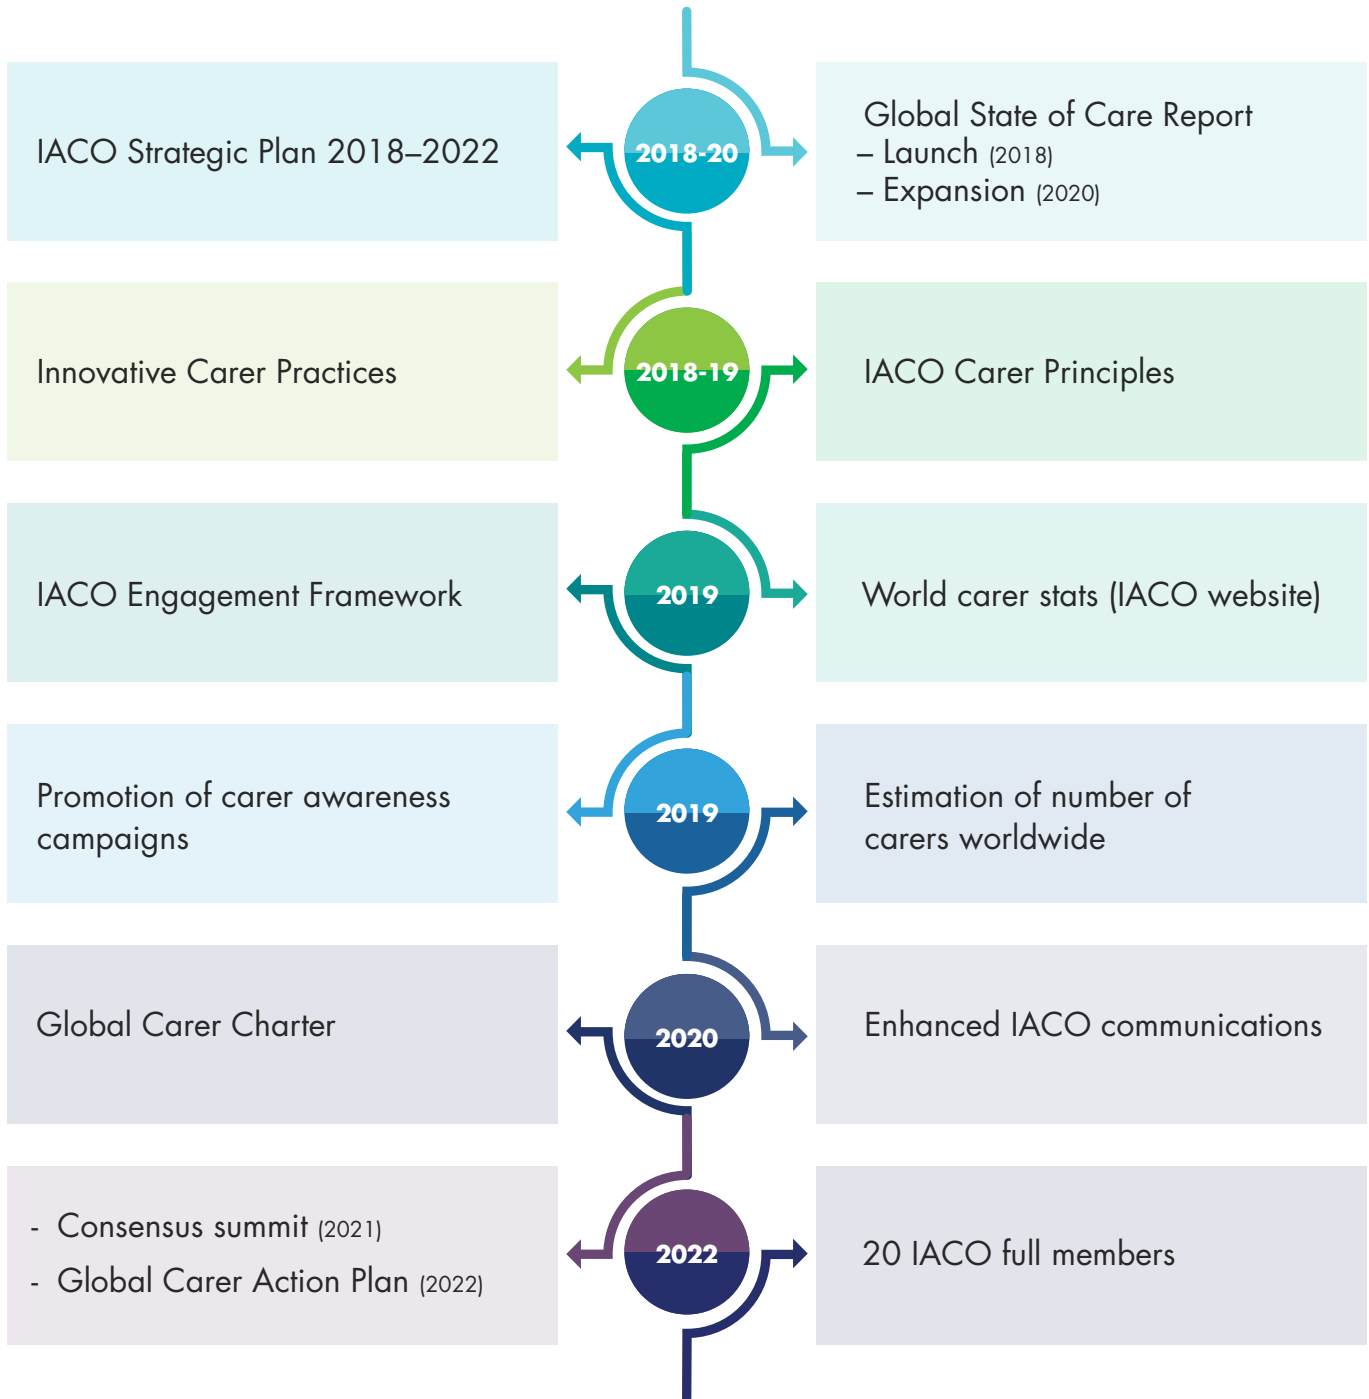 IACO Strategic Plan 2018–2022
2018-20
Global State of Care Report
– Launch (2018)
– Expansion (2020)
Innovative Carer Practices
2018-19
IACO Carer Principles
IACO Engagement Framework
2019
World carer stats (IACO website)
Promotion of carer awareness
campaigns
2019
Estimation of number of
carers worldwide
Global Carer Charter
2020
Enhanced IACO communications
- Consensus summit (2021)
- Global Carer Action Plan (2022)
2022
20 IACO full members